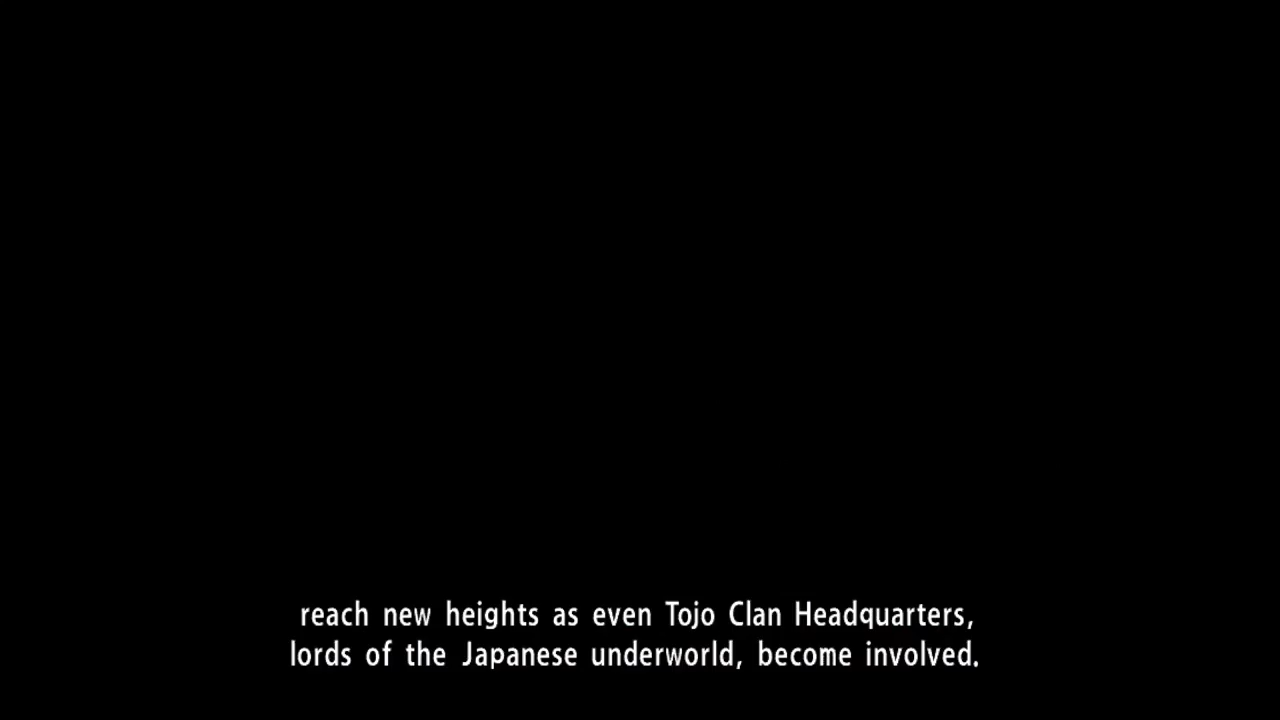 reach new heights as even Tojo Clan Headquarters,
lords of the Japanese underworld, become involved.